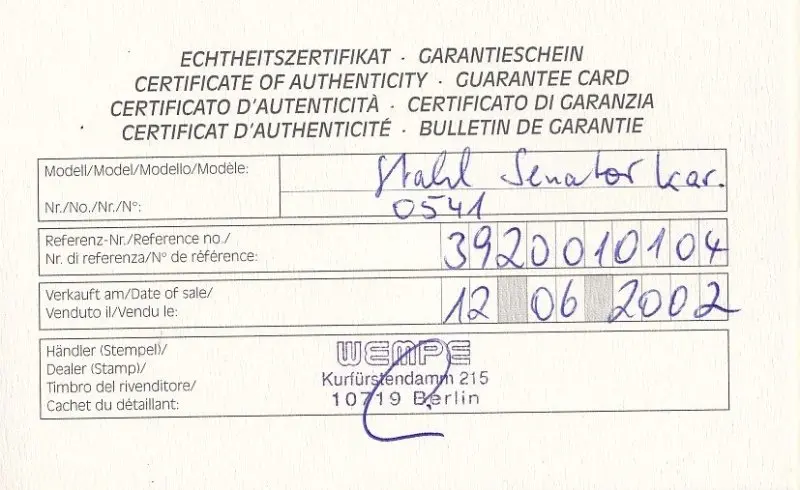 ECHTHEITSZERTIFIKAT · GARANTIESCHEIN
CERTIFICATE OF AUTHENTICITY · GUARANTEE CARD
CERTIFICATO D'AUTENTICITÀ · CERTIFICATO DI GARANZIA
CERTIFICAT D'AUTHENTICITÉ · BULLETIN DE GARANTIE
Modell/Model/Modello/Modèle: Stahl Senator kar.
Nr./No./Nr./N°: 0541
Referenz-Nr./Reference no./
Nr. di referenza/N° de référence: 3920010104
Verkauft am/Date of sale/
Venduto il/Vendu le: 12 06 2002
Händler (Stempel)/
Dealer (Stamp)/
Timbro del rivenditore/
Cachet du détaillant:
WEMPE
Kurfürstendamm 215
10719 Berlin